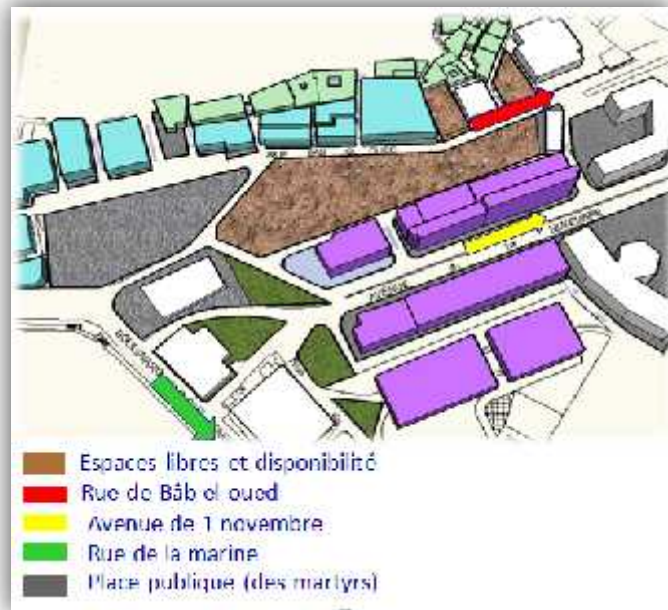 AVENUE
Espaces libres et disponibilité
Rue de Bâb el oued
Avenue de 1 novembre
Rue de la marine
Place publique (des martyrs)